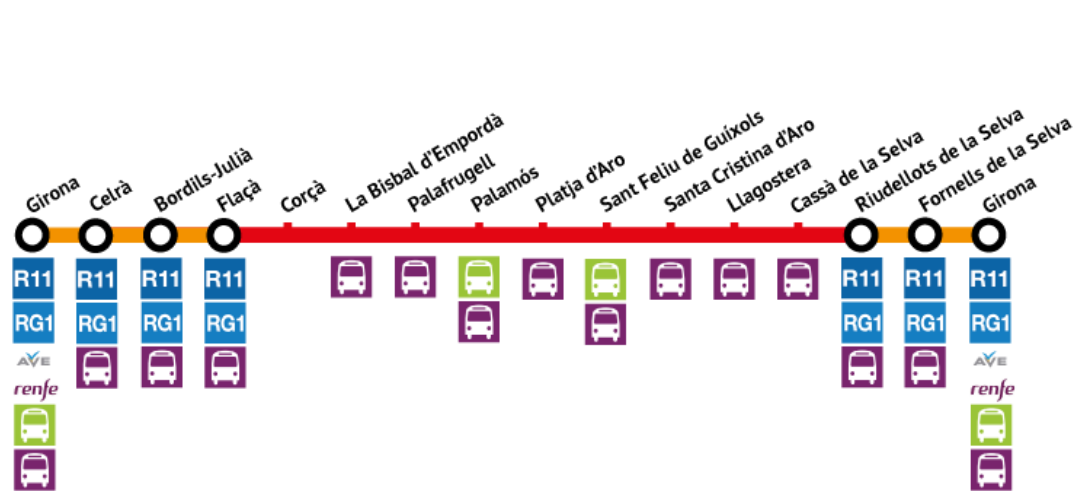 Girona
Celrà
Bordils-Julià
Flaçà
Corçà
La Bisbal d'Empordà
Palafrugell
Palamós
Platja d'Aro
Sant Feliu de Guíxols
Santa Cristina d'Aro
Llagostera
Cassà de la Selva
Riudellots de la Selva
Fornells de la Selva
Girona
R11 R11 R11 R11 R11 R11 R11
RG1 RG1 RG1 RG1 RG1 RG1 RG1
AVE AVE
renfe renfe